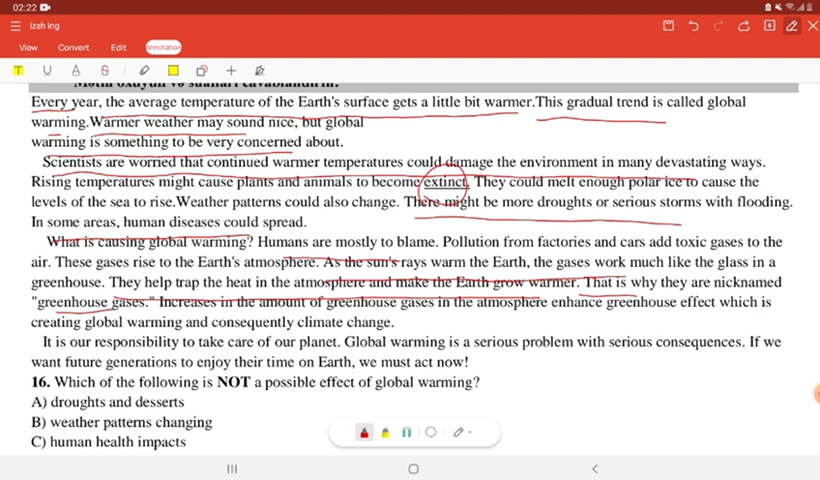 02:22
izah ing
View Convert Edit Annotation
Mətni oxuyun və sualları cavablandırın.
Every year, the average temperature of the Earth's surface gets a little bit warmer.This gradual trend is called global
warming.Warmer weather may sound nice, but global
warming is something to be very concerned about.
Scientists are worried that continued warmer temperatures could damage the environment in many devastating ways.
Rising temperatures might cause plants and animals to become extinct. They could melt enough polar ice to cause the
levels of the sea to rise.Weather patterns could also change. There might be more droughts or serious storms with flooding.
In some areas, human diseases could spread.
What is causing global warming? Humans are mostly to blame. Pollution from factories and cars add toxic gases to the
air. These gases rise to the Earth's atmosphere. As the sun's rays warm the Earth, the gases work much like the glass in a
greenhouse. They help trap the heat in the atmosphere and make the Earth grow warmer. That is why they are nicknamed
"greenhouse gases." Increases in the amount of greenhouse gases in the atmosphere enhance greenhouse effect which is
creating global warming and consequently climate change.
It is our responsibility to take care of our planet. Global warming is a serious problem with serious consequences. If we
want future generations to enjoy their time on Earth, we must act now!
16. Which of the following is NOT a possible effect of global warming?
A) droughts and desserts
B) weather patterns changing
C) human health impacts